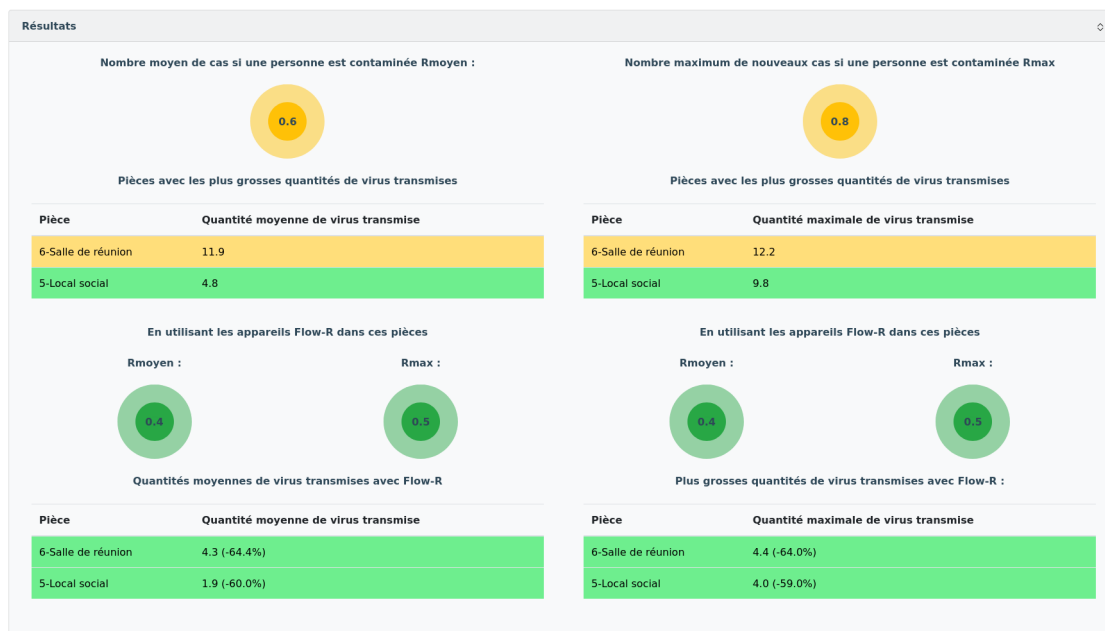 Résultats
Nombre moyen de cas si une personne est contaminée Rmoyen :
0.6
Pièces avec les plus grosses quantités de virus transmises
Pièce Quantité moyenne de virus transmise
6-Salle de réunion 11.9
5-Local social 4.8
En utilisant les appareils Flow-R dans ces pièces
Rmoyen : Rmax :
0.4 0.5
Quantités moyennes de virus transmises avec Flow-R
Pièce Quantité moyenne de virus transmise
6-Salle de réunion 4.3 (-64.4%)
5-Local social 1.9 (-60.0%)
Nombre maximum de nouveaux cas si une personne est contaminée Rmax
0.8
Pièces avec les plus grosses quantités de virus transmises
Pièce Quantité maximale de virus transmise
6-Salle de réunion 12.2
5-Local social 9.8
En utilisant les appareils Flow-R dans ces pièces
Rmoyen : Rmax :
0.4 0.5
Plus grosses quantités de virus transmises avec Flow-R :
Pièce Quantité maximale de virus transmise
6-Salle de réunion 4.4 (-64.0%)
5-Local social 4.0 (-59.0%)